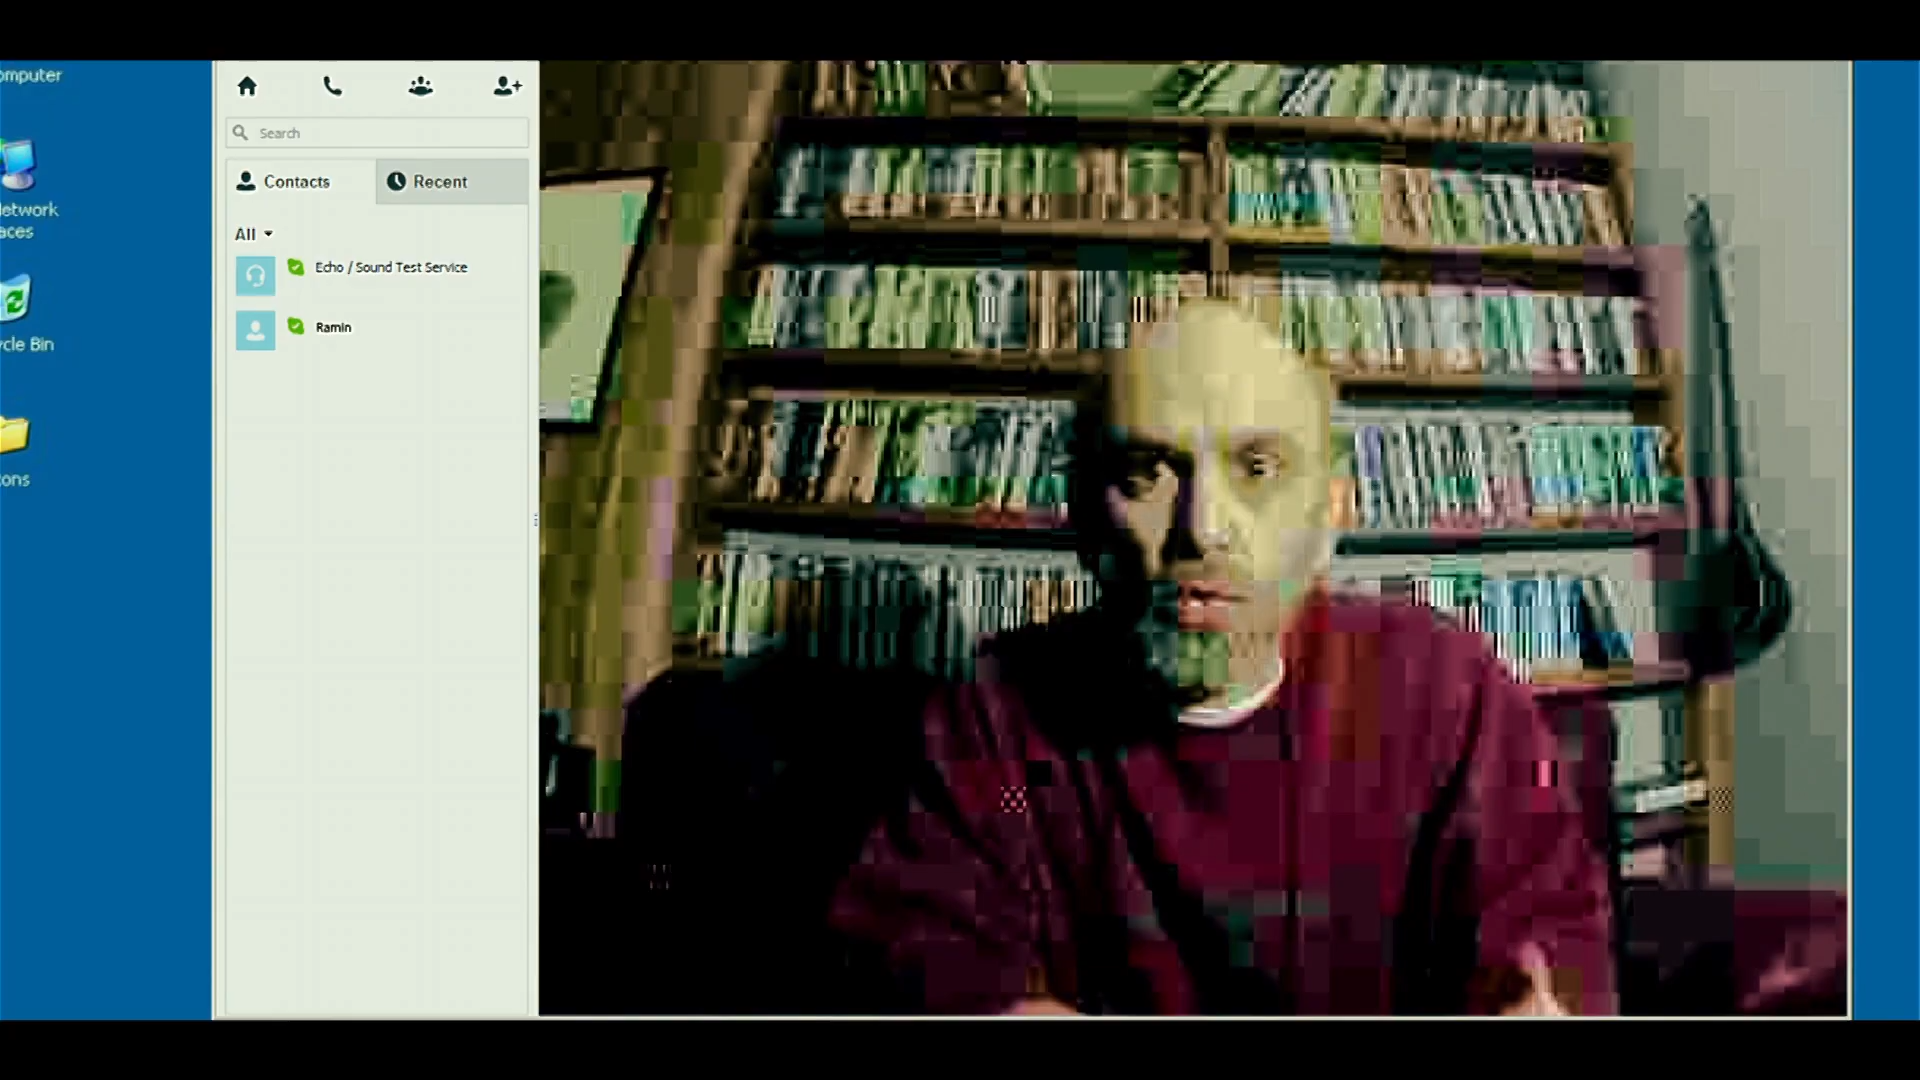 omputer
etwork
aces
cle Bin
ons
Search
Contacts
Recent
All
Echo / Sound Test Service
Ramin